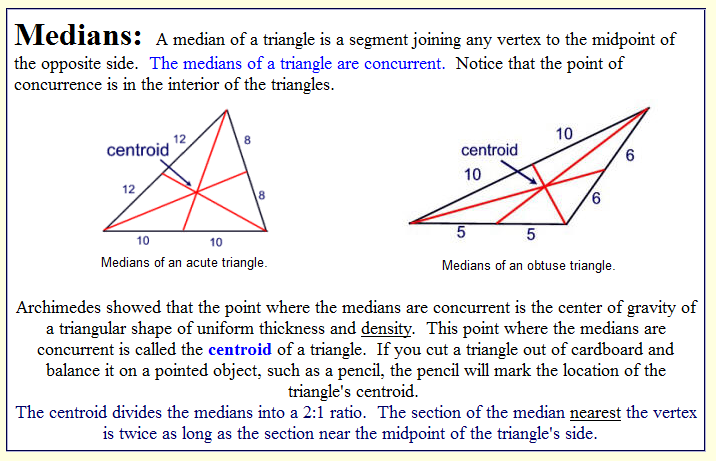 Medians: A median of a triangle is a segment joining any vertex to the midpoint of
the opposite side. The medians of a triangle are concurrent. Notice that the point of
concurrence is in the interior of the triangles.
12
8
centroid
12
8
10
10
Medians of an acute triangle.
10
centroid
6
10
6
5
5
Medians of an obtuse triangle.
Archimedes showed that the point where the medians are concurrent is the center of gravity of
a triangular shape of uniform thickness and density. This point where the medians are
concurrent is called the centroid of a triangle. If you cut a triangle out of cardboard and
balance it on a pointed object, such as a pencil, the pencil will mark the location of the
triangle's centroid.
The centroid divides the medians into a 2:1 ratio. The section of the median nearest the vertex
is twice as long as the section near the midpoint of the triangle's side.